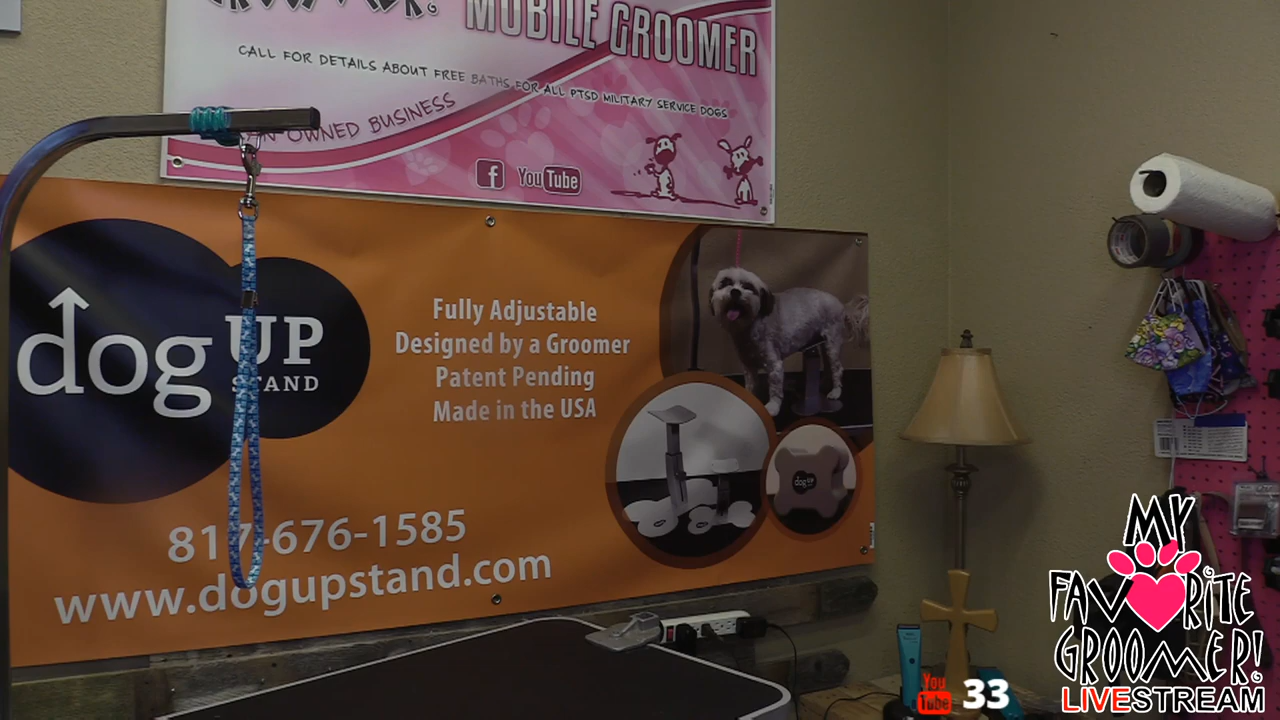 MOBILE GROOMER
CALL FOR DETAILS ABOUT FREE BATHS FOR ALL PTSD MILITARY SERVICE DOGS
OWNED BUSINESS
f YouTube
dog UP
STAND
Fully Adjustable
Designed by a Groomer
Patent Pending
Made in the USA
dog UP
817-676-1585
www.dogupstand.com
MY
FAVORITE
GROOMER!
LIVESTREAM
YouTube 33